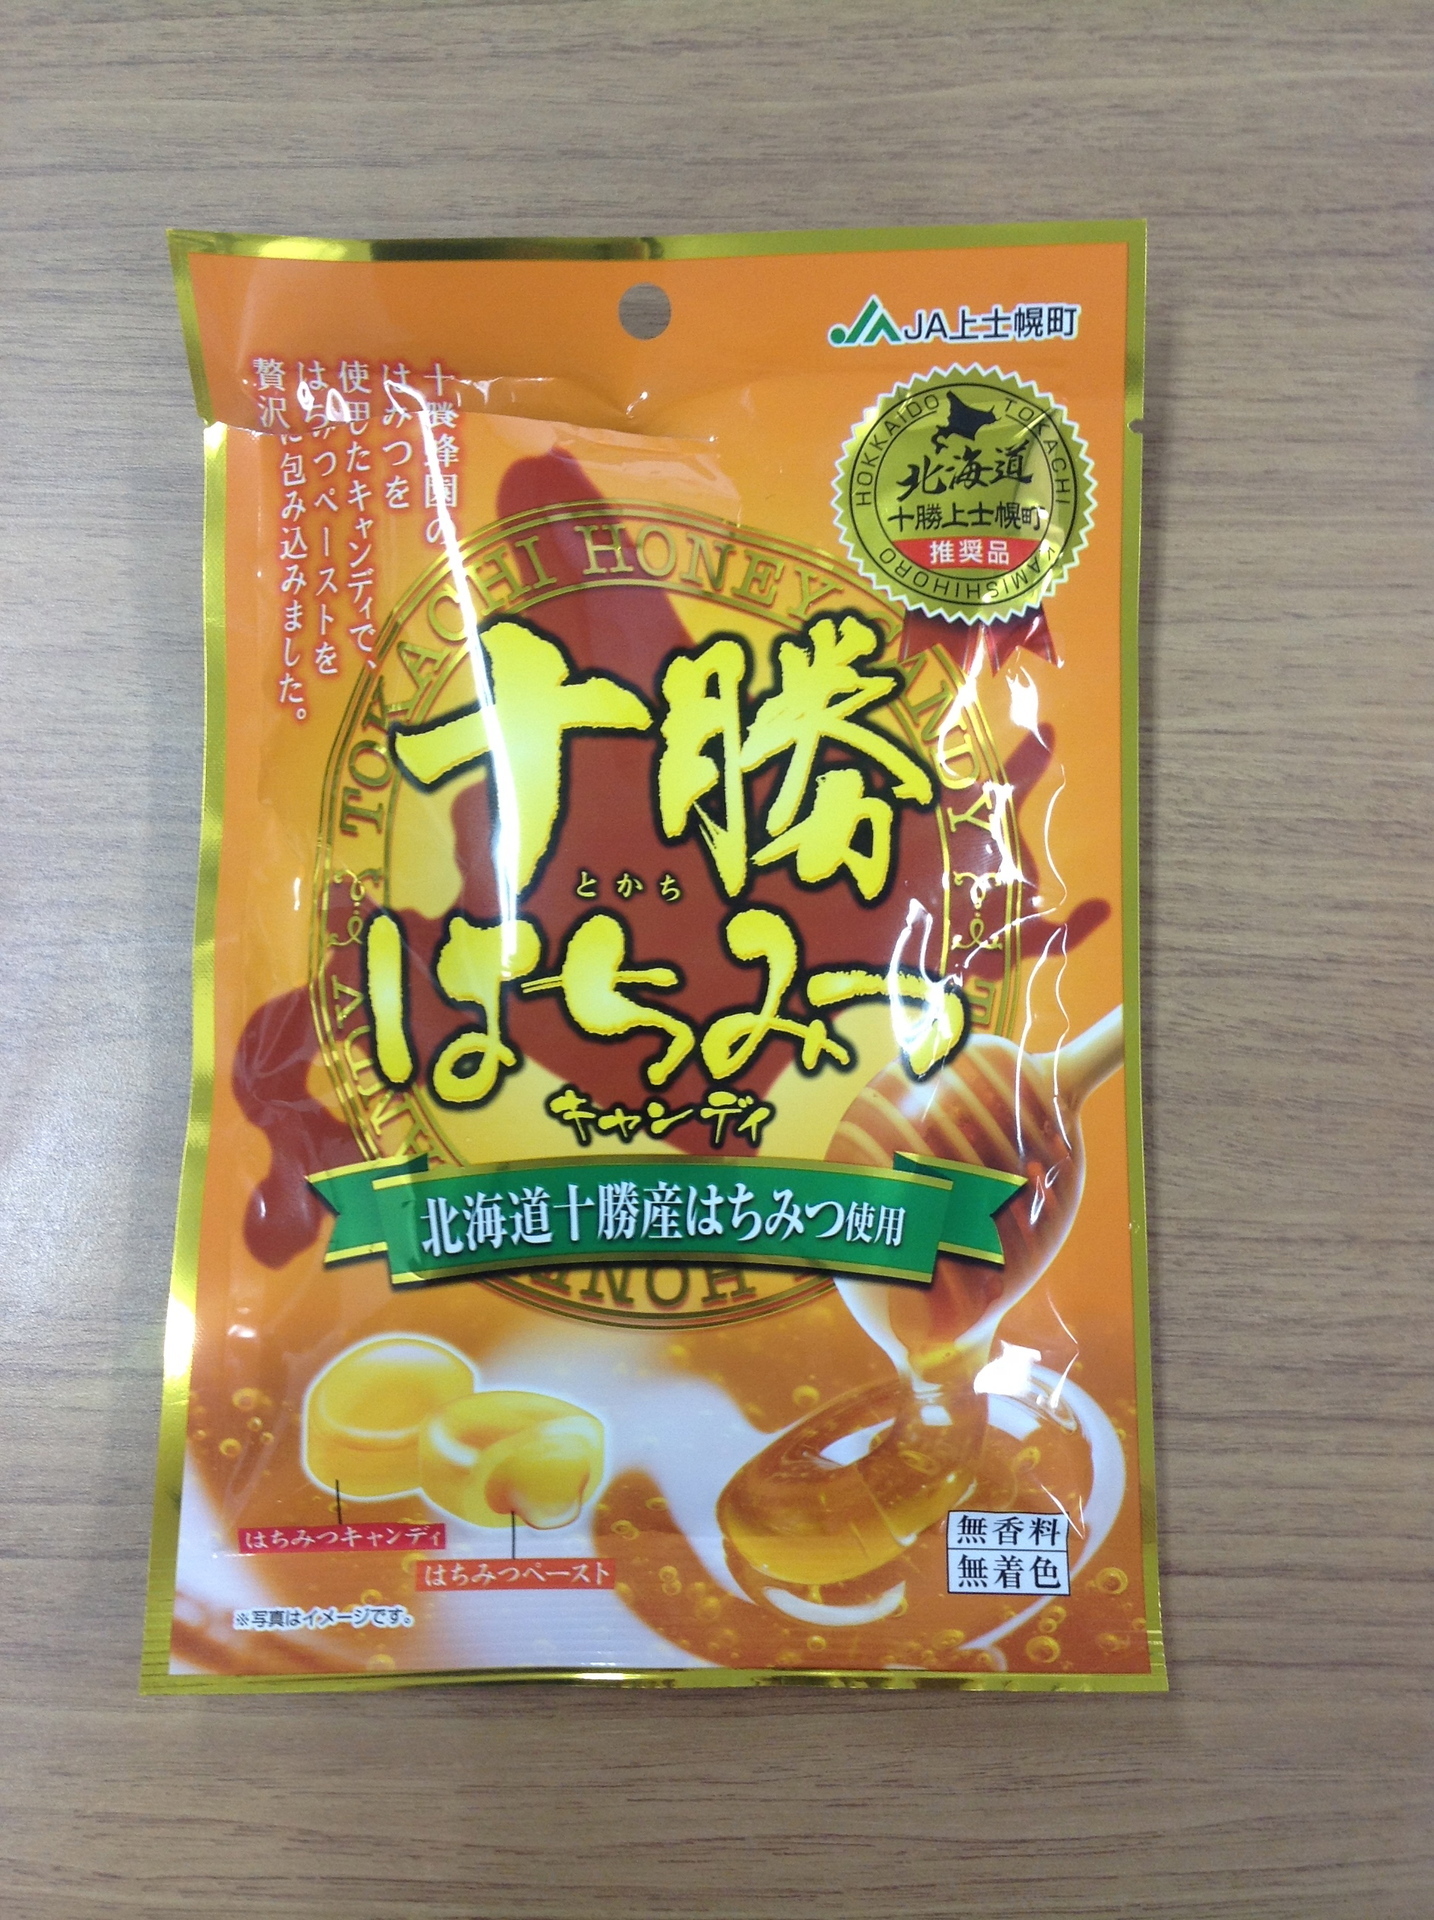 JA上士幌町
HOKKAIDO TOKACHI KAMISHIHORO
北海道
十勝上士幌町
推奨品
十勝蜂園の
はちみつを
使用したキャンディで、
はちみつペーストを
贅沢に包み込みました。
TOKACHI HONEY CANDY
十勝
とかち
はちみつ
キャンディ
北海道十勝産はちみつ使用
はちみつキャンディ
はちみつペースト
無香料
無着色
※写真はイメージです。